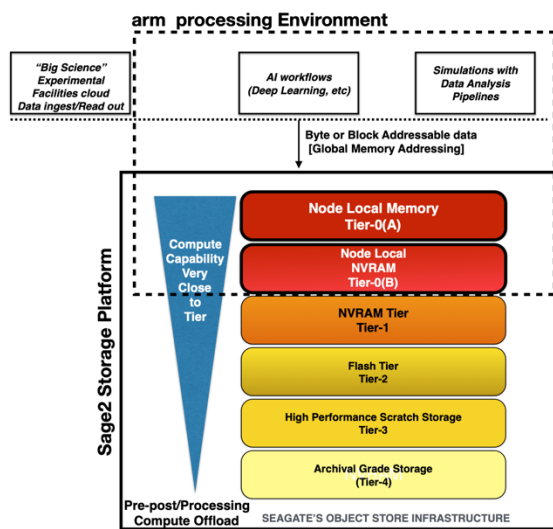 arm processing Environment
“Big Science”
Experimental
Facilities cloud
Data ingest/Read out
AI workflows
(Deep Learning, etc)
Simulations with
Data Analysis
Pipelines
Byte or Block Addressable data
[Global Memory Addressing]
Sage2 Storage Platform
Compute
Capability
Very
Close
to
Tier
Node Local Memory
Tier-0(A)
Node Local
NVRAM
Tier-0(B)
NVRAM Tier
Tier-1
Flash Tier
Tier-2
High Performance Scratch Storage
Tier-3
Archival Grade Storage
(Tier-4)
Pre-post/Processing
Compute Offload
SEAGATE'S OBJECT STORE INFRASTRUCTURE